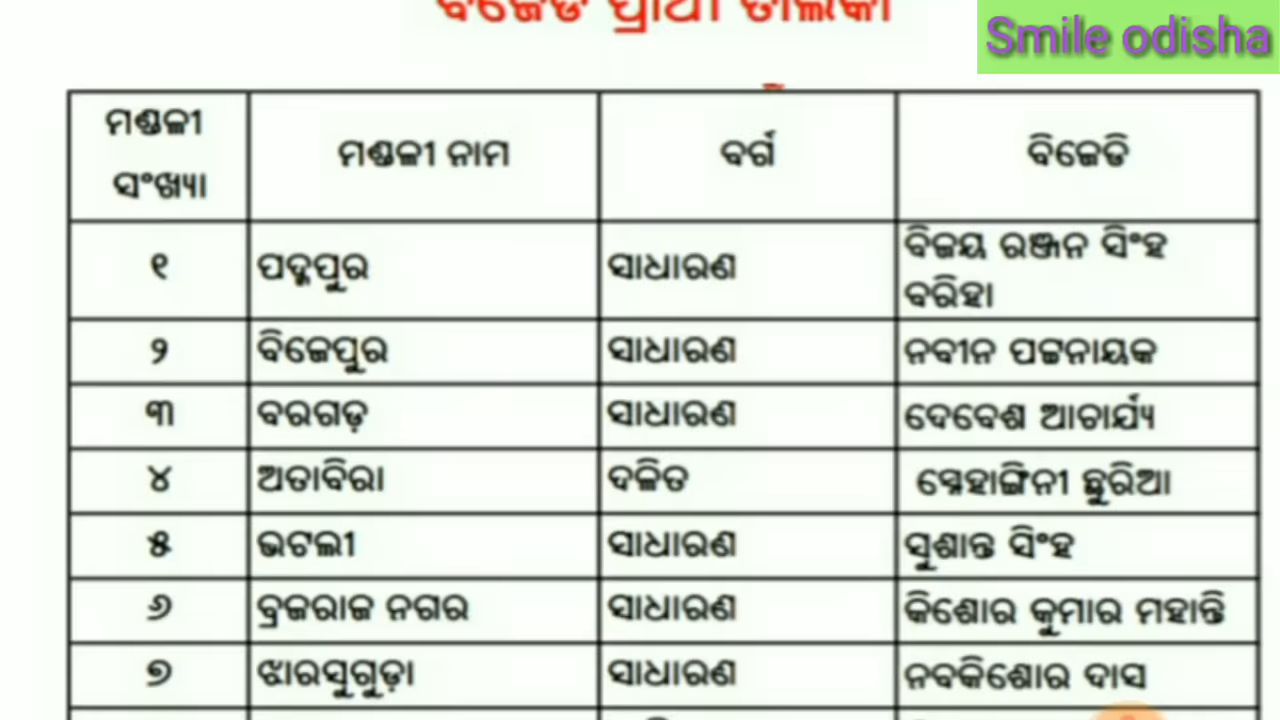 ବିଜେଡି ପ୍ରାର୍ଥୀ ତାଲିକା
Smile odisha
ମଣ୍ଡଳୀ ସଂଖ୍ୟା ମଣ୍ଡଳୀ ନାମ ବର୍ଗ ବିଜେଡି
୧ ପଦ୍ମପୁର ସାଧାରଣ ବିଜୟ ରଞ୍ଜନ ସିଂହ ବରିହା
୨ ବିଜେପୁର ସାଧାରଣ ନବୀନ ପଟ୍ଟନାୟକ
୩ ବରଗଡ଼ ସାଧାରଣ ଦେବେଶ ଆଚାର୍ଯ୍ୟ
୪ ଅତାବିରା ଦଳିତ ସ୍ନେହାଙ୍ଗିନୀ ଛୁରିଆ
୫ ଭଟଲୀ ସାଧାରଣ ସୁଶାନ୍ତ ସିଂହ
୬ ବ୍ରଜରାଜ ନଗର ସାଧାରଣ କିଶୋର କୁମାର ମହାନ୍ତି
୭ ଝାରସୁଗୁଡ଼ା ସାଧାରଣ ନବକିଶୋର ଦାସ